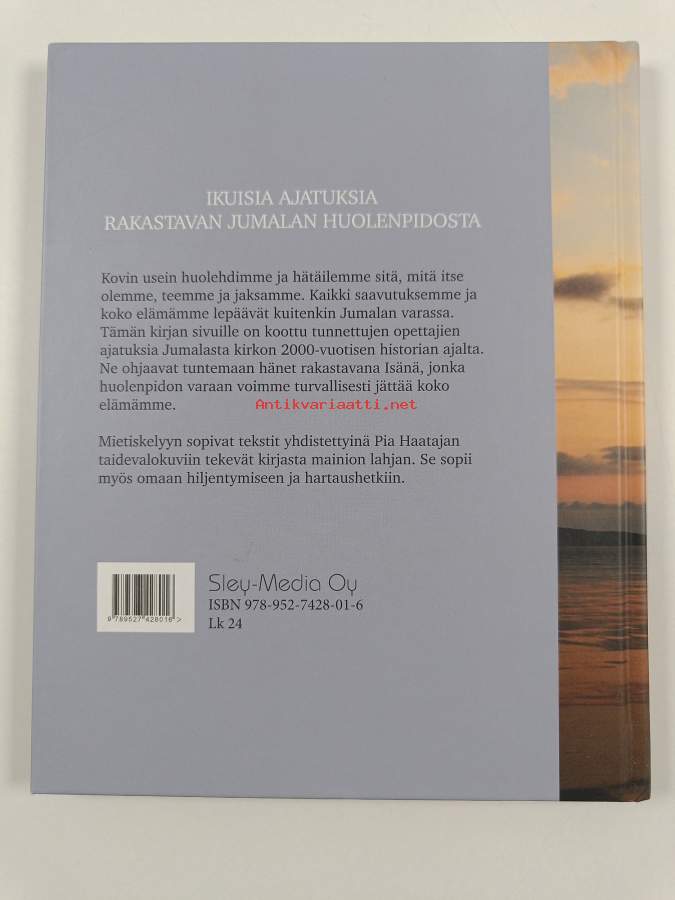 IKUISIA AJATUKSIA
RAKASTAVAN JUMALAN HUOLENPIDOSTA
Kovin usein huolehdimme ja hätäilemme sitä, mitä itse
olemme, teemme ja jaksamme. Kaikki saavutuksemme ja
koko elämämme lepäävät kuitenkin Jumalan varassa.
Tämän kirjan sivuille on koottu tunnettujen opettajien
ajatuksia Jumalasta kirkon 2000-vuotisen historian ajalta.
Ne ohjaavat tuntemaan hänet rakastavana Isänä, jonka
huolenpidon varaan voimme turvallisesti jättää koko
elämämme.
Antikvariaatti.net
Mietiskelyyn sopivat tekstit yhdistettyinä Pia Haatajan
taidevalokuviin tekevät kirjasta mainion lahjan. Se sopii
myös omaan hiljentymiseen ja hartaushetkiin.
Sley-Media Oy
ISBN 978-952-7428-01-6
Lk 24
9 789527 428016 >